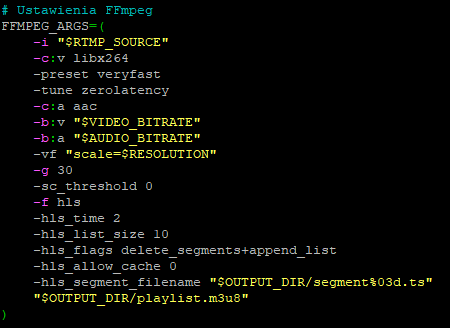 # Ustawienia FFmpeg
FFMPEG_ARGS=(
    -i "$RTMP_SOURCE"
    -c:v libx264
    -preset veryfast
    -tune zerolatency
    -c:a aac
    -b:v "$VIDEO_BITRATE"
    -b:a "$AUDIO_BITRATE"
    -vf "scale=$RESOLUTION"
    -g 30
    -sc_threshold 0
    -f hls
    -hls_time 2
    -hls_list_size 10
    -hls_flags delete_segments+append_list
    -hls_allow_cache 0
    -hls_segment_filename "$OUTPUT_DIR/segment%03d.ts"
    "$OUTPUT_DIR/playlist.m3u8"
)